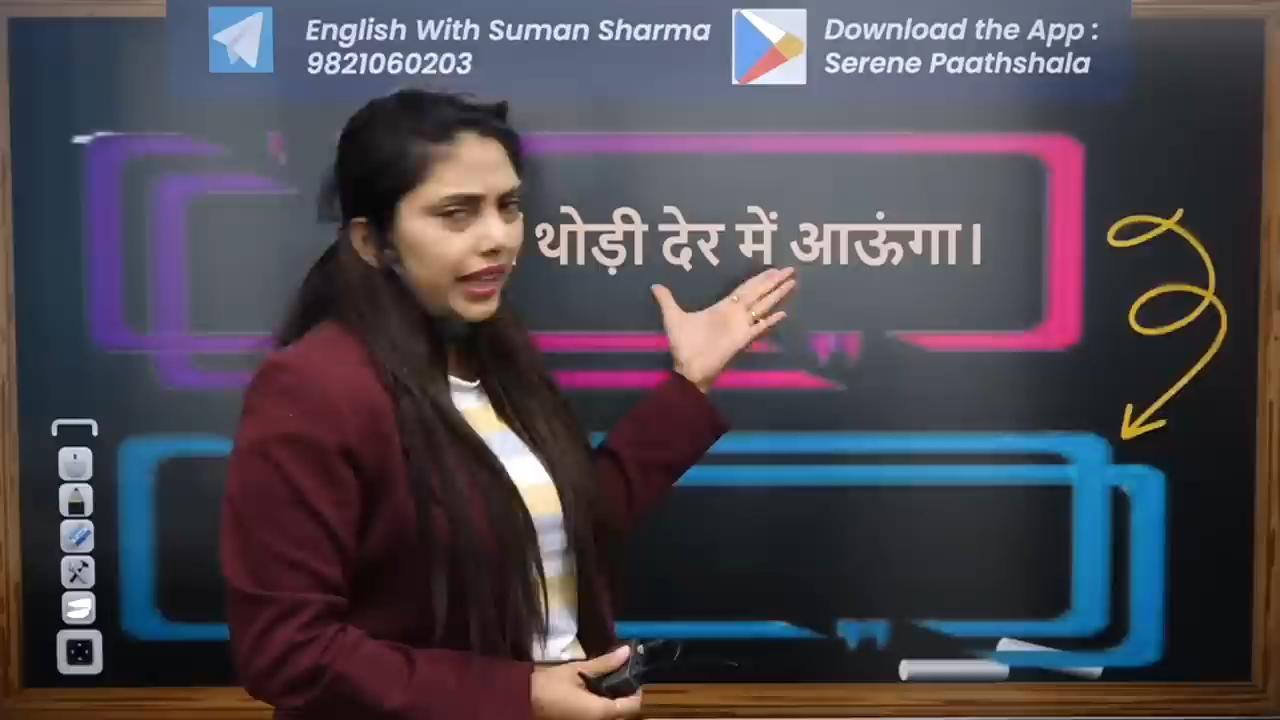 English With Suman Sharma
9821060203
Download the App :
Serene Paathshala
थोड़ी देर में आऊंगा।